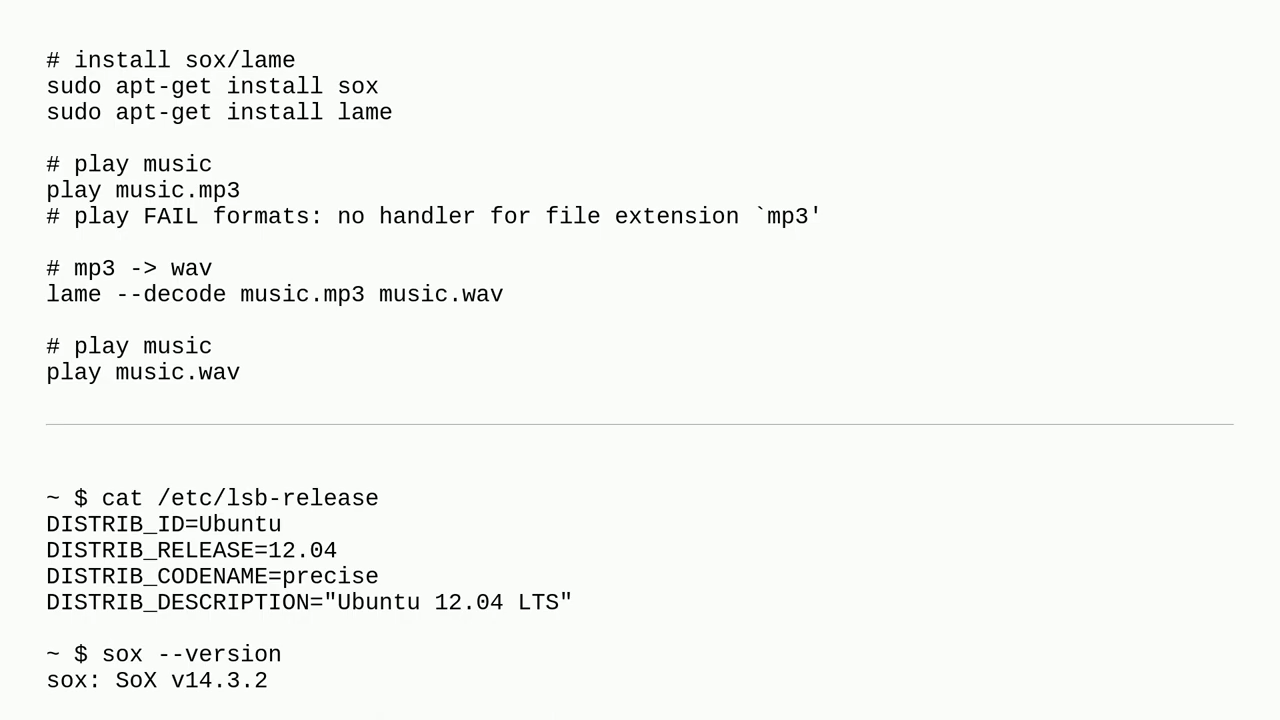 # install sox/lame
sudo apt-get install sox
sudo apt-get install lame
# play music
play music.mp3
# play FAIL formats: no handler for file extension `mp3'
# mp3 -> wav
lame --decode music.mp3 music.wav
# play music
play music.wav
~ $ cat /etc/lsb-release
DISTRIB_ID=Ubuntu
DISTRIB_RELEASE=12.04
DISTRIB_CODENAME=precise
DISTRIB_DESCRIPTION="Ubuntu 12.04 LTS"
~ $ sox --version
sox: SoX v14.3.2